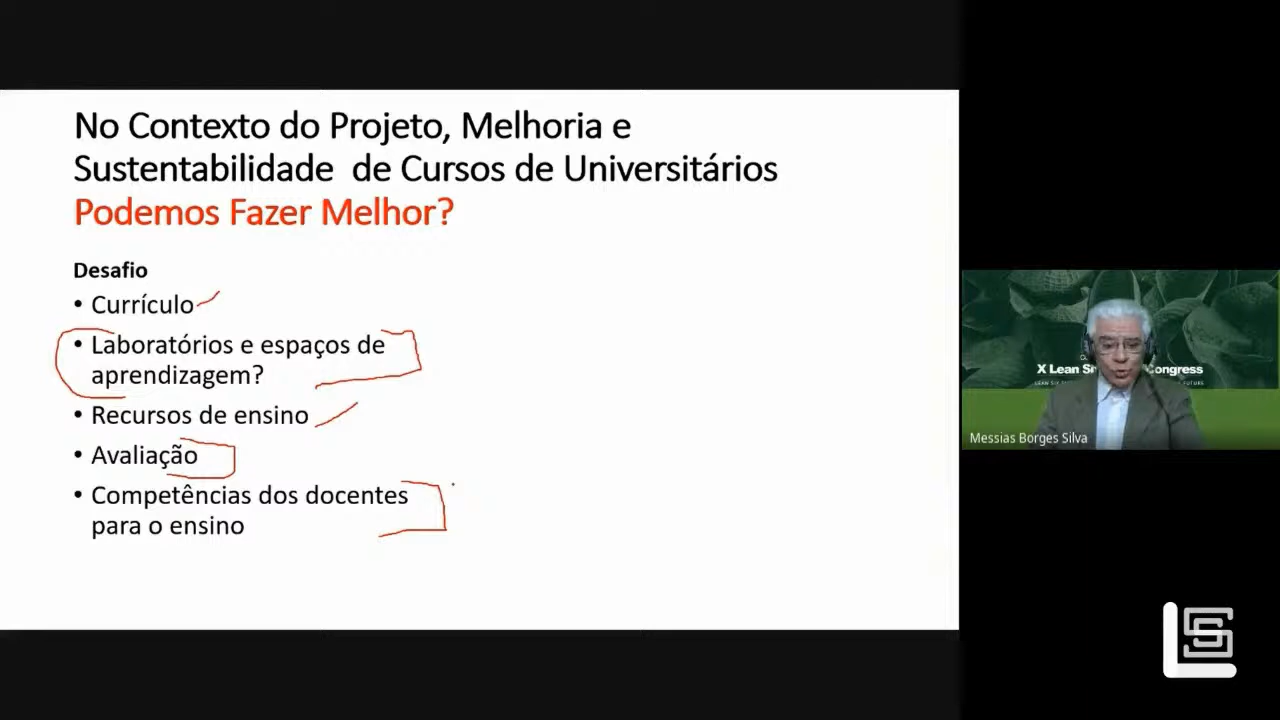 No Contexto do Projeto, Melhoria e
Sustentabilidade de Cursos de Universitários
Podemos Fazer Melhor?
Desafio
• Currículo
• Laboratórios e espaços de
aprendizagem?
• Recursos de ensino
• Avaliação
• Competências dos docentes
para o ensino
X Lean Congress
Messias Borges Silva
LSS